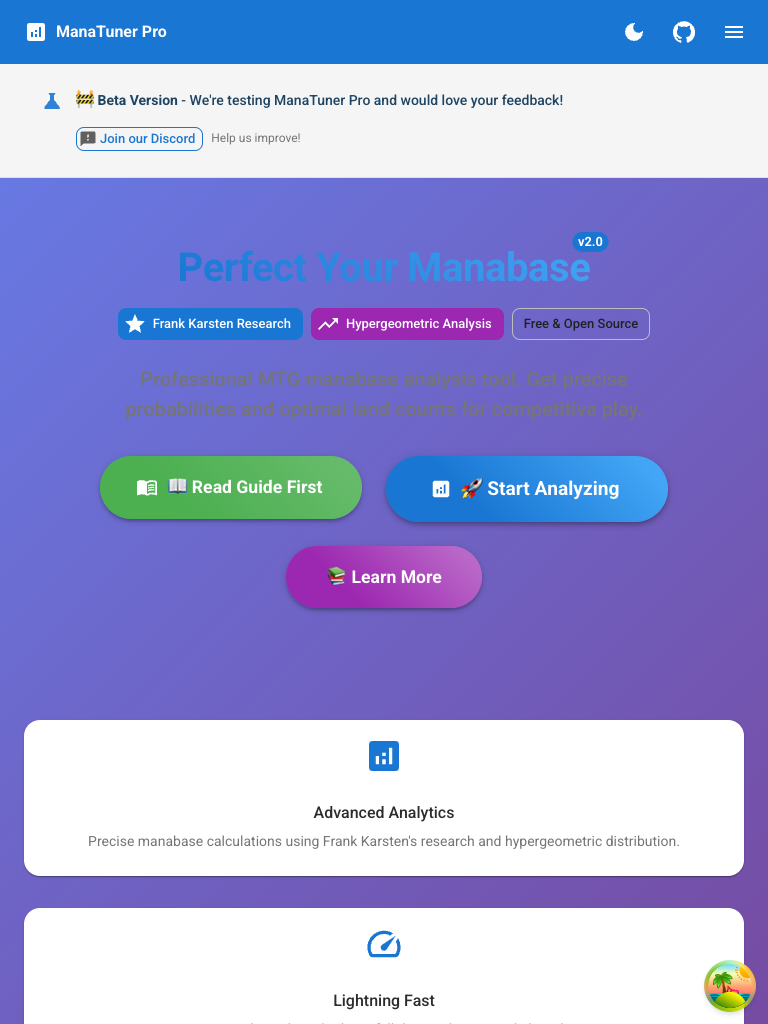 ManaTuner Pro
🚧 Beta Version - We're testing ManaTuner Pro and would love your feedback!
Join our Discord Help us improve!
v2.0
Perfect Your Manabase
Frank Karsten Research Hypergeometric Analysis Free & Open Source
Professional MTG manabase analysis tool. Get precise
probabilities and optimal land counts for competitive play.
📖 Read Guide First 🚀 Start Analyzing
📚 Learn More
Advanced Analytics
Precise manabase calculations using Frank Karsten's research and hypergeometric distribution.
Lightning Fast